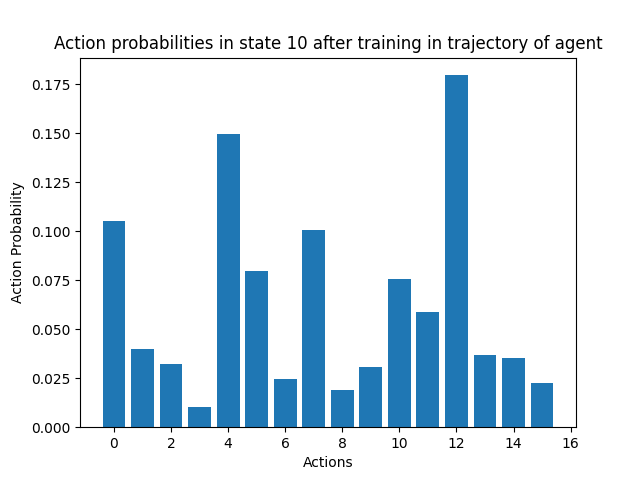 Action probabilities in state 10 after training in trajectory of agent
0.175
0.150
0.125
0.100
0.075
0.050
0.025
0.000
Action Probability
0 2 4 6 8 10 12 14 16
Actions